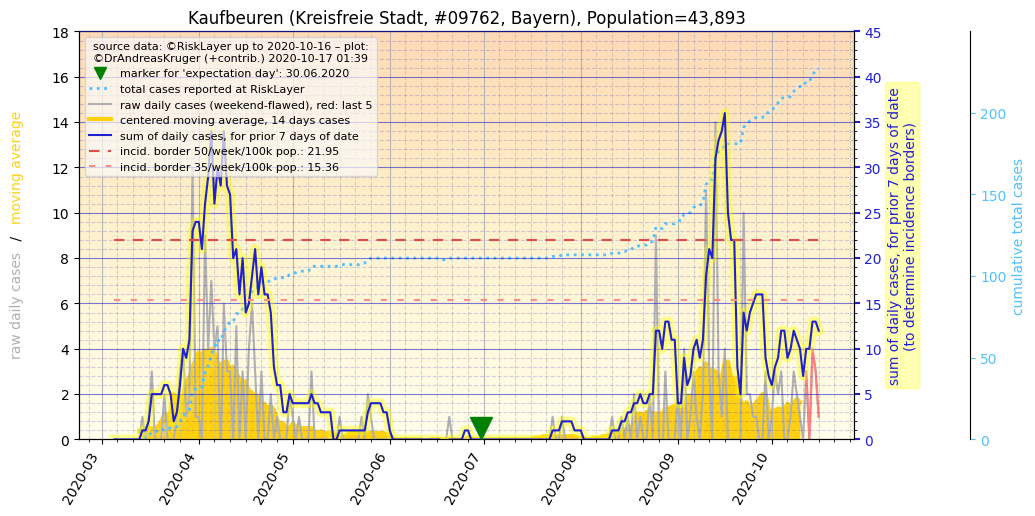 Kaufbeuren (Kreisfreie Stadt, #09762, Bayern), Population=43,893
source data: ©RiskLayer up to 2020-10-16 – plot:
©DrAndreasKruger (+contrib.) 2020-10-17 01:39
marker for 'expectation day': 30.06.2020
total cases reported at RiskLayer
raw daily cases (weekend-flawed), red: last 5
centered moving average, 14 days cases
sum of daily cases, for prior 7 days of date
incid. border 50/week/100k pop.: 21.95
incid. border 35/week/100k pop.: 15.36
raw daily cases / moving average
18
16
14
12
10
8
6
4
2
0
2020-03
2020-04
2020-05
2020-06
2020-07
2020-08
2020-09
2020-10
45
40
35
30
25
20
15
10
5
0
sum of daily cases, for prior 7 days of date
(to determine incidence borders)
200
150
100
50
0
cumulative total cases